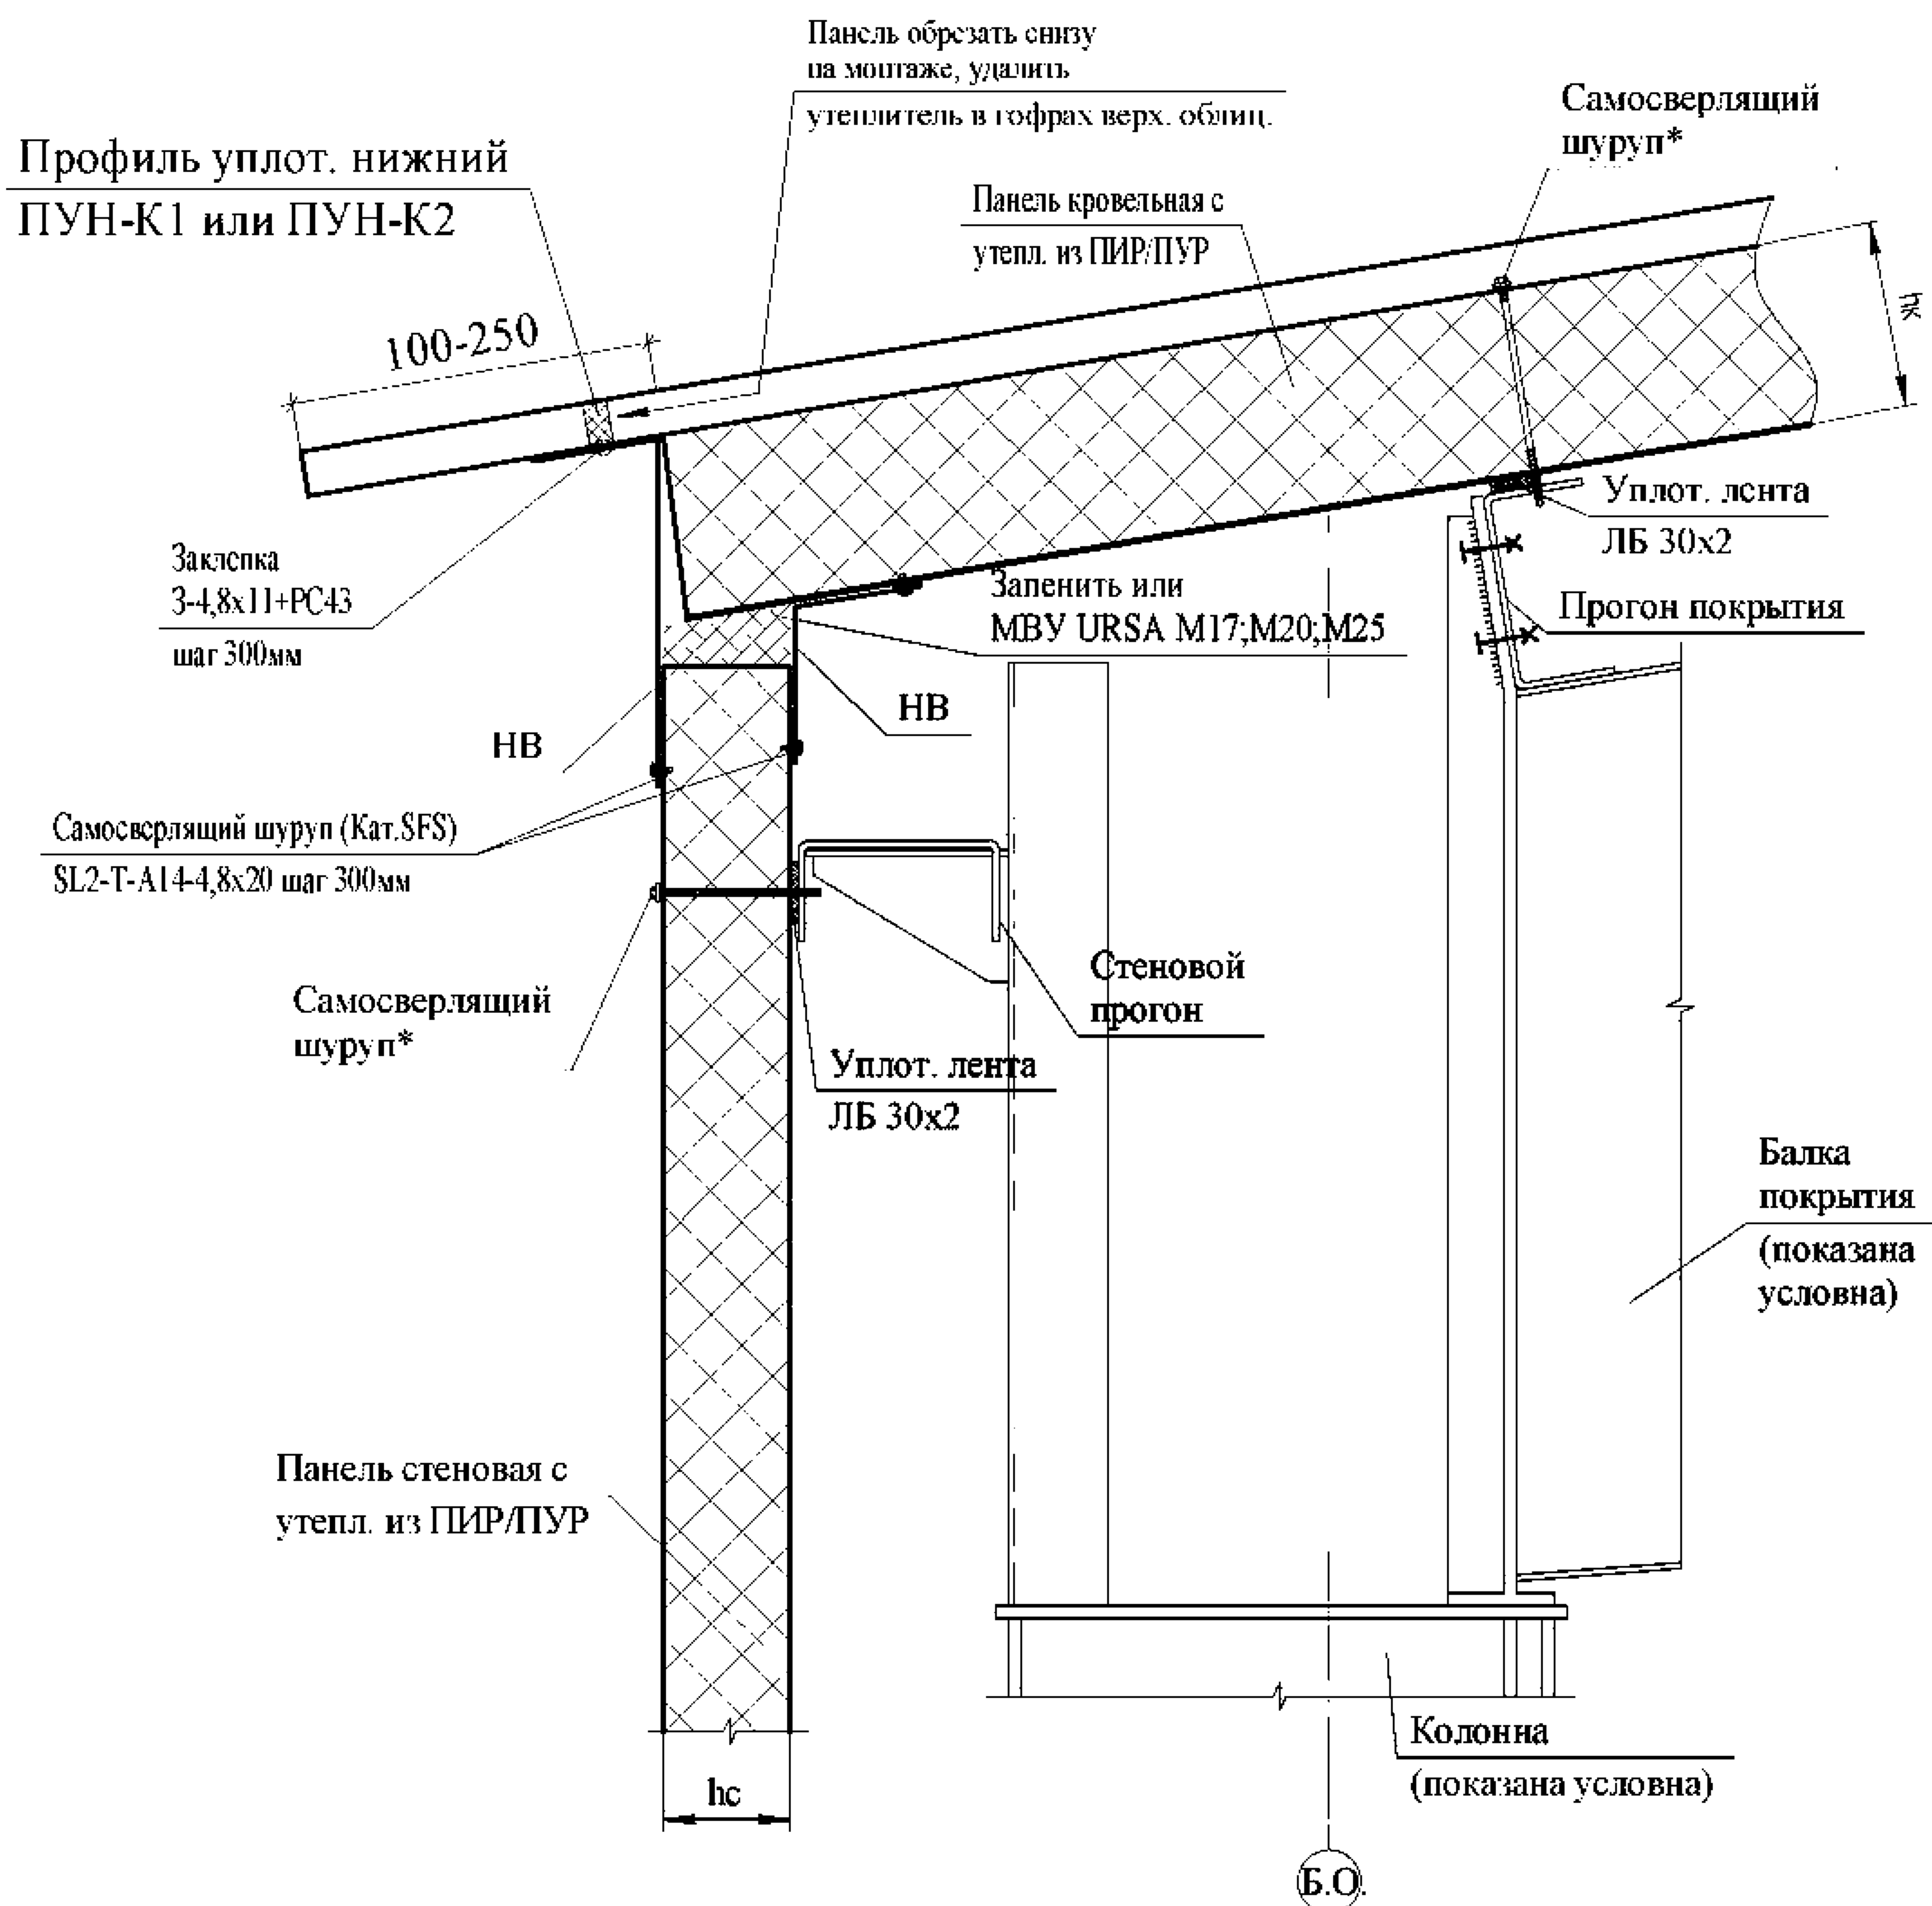 Панель обрезать снизу
на монтаже, удалить
утеплитель в гофрах верх. облиц.
Самосверлящий
шуруп*
Профиль уплот. нижний
ПУН-К1 или ПУН-К2
Панель кровельная с
утепл. из ПИР/ПУР
hк
100-250
Уплот. лента
ЛБ 30х2
Заклепка
З-4,8х11+РС43
шаг 300мм
Запенить или
МВУ URSA М17;М20;М25
Прогон покрытия
НВ
НВ
Самосверлящий шуруп (Кат.SFS)
SL2-T-A14-4,8х20 шаг 300мм
Стеновой
прогон
Самосверлящий
шуруп*
Уплот. лента
ЛБ 30х2
Балка
покрытия
(показана
условна)
Панель стеновая с
утепл. из ПИР/ПУР
Колонна
(показана условна)
hс
Б.О.